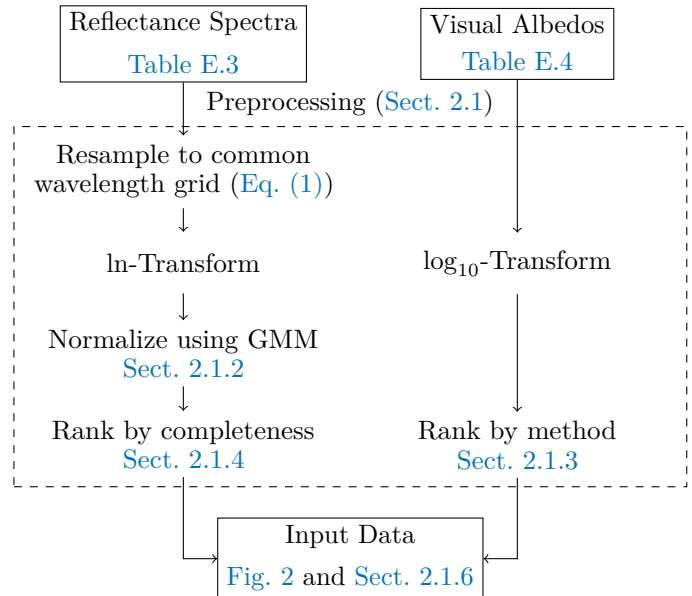 Reflectance Spectra
Table E.3
Visual Albedos
Table E.4
Preprocessing (Sect. 2.1)
Resample to common
wavelength grid (Eq. (1))
ln-Transform
log₁₀-Transform
Normalize using GMM
Sect. 2.1.2
Rank by completeness
Sect. 2.1.4
Rank by method
Sect. 2.1.3
Input Data
Fig. 2 and Sect. 2.1.6